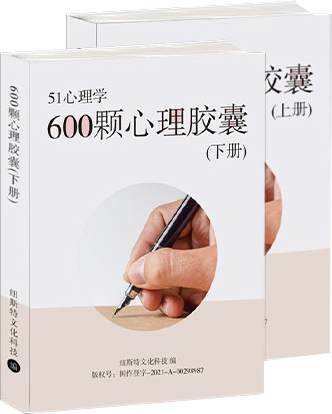 51心理学
600颗心理胶囊
(下册)
纽斯特文化科技 编
版权号：国作登字-2021-A-00293987
600颗心理胶囊(下册)
纽斯特文化科技 编
胶囊
(上册)